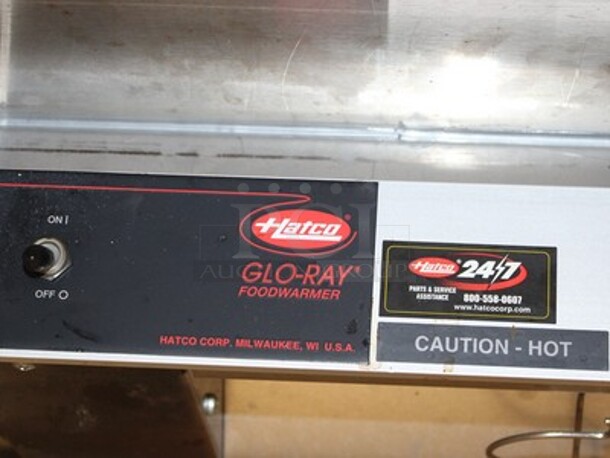 ON I
OFF O
Hatco
GLO-RAY
FOODWARMER
HATCO CORP. MILWAUKEE, WI U.S.A.
Hatco 24/7
PARTS & SERVICE
ASSISTANCE 800-558-0607
www.hatcocorp.com
CAUTION - HOT